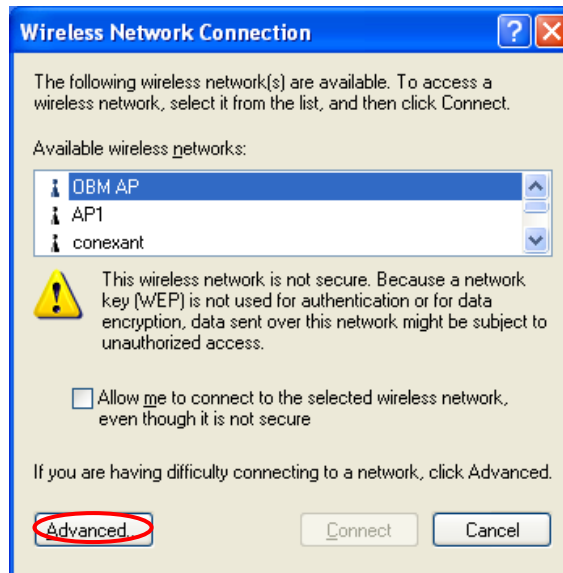 Wireless Network Connection
The following wireless network(s) are available. To access a
wireless network, select it from the list, and then click Connect.
Available wireless networks:
OBM AP
AP1
conexant
This wireless network is not secure. Because a network
key (WEP) is not used for authentication or for data
encryption, data sent over this network might be subject to
unauthorized access.
Allow me to connect to the selected wireless network,
even though it is not secure
If you are having difficulty connecting to a network, click Advanced.
Advanced... Connect Cancel